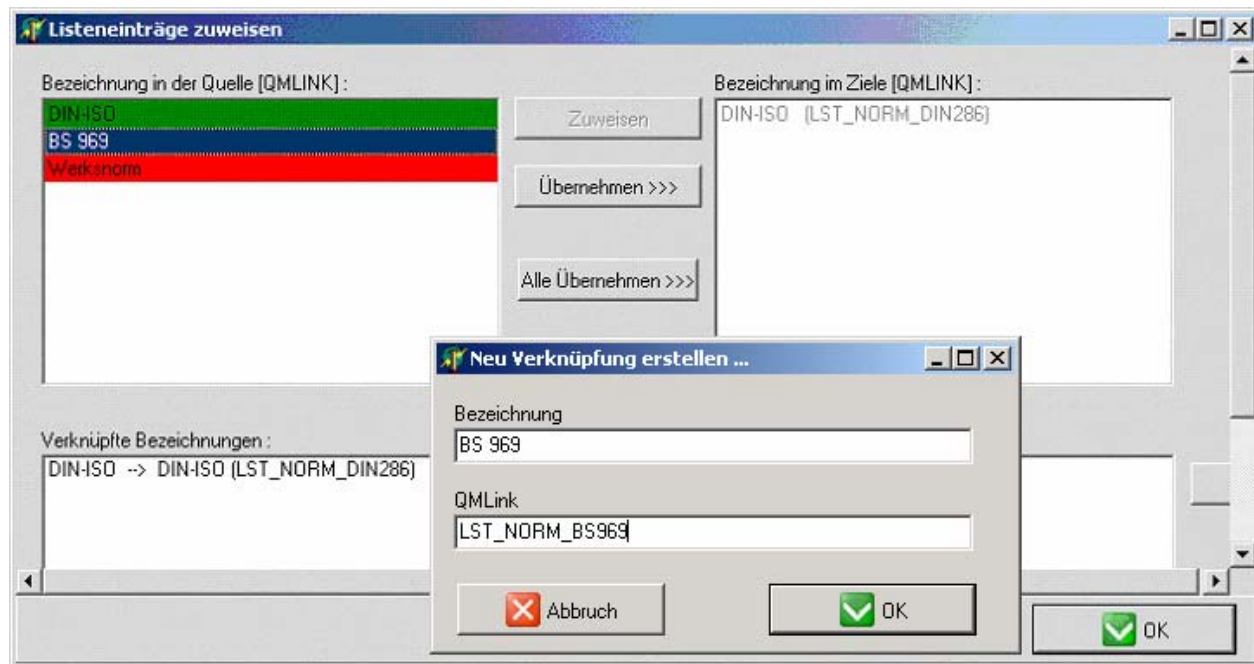 Listeneinträge zuweisen
Bezeichnung in der Quelle [QMLINK] :
DIN-ISO
BS 969
Werksnorm
Zuweisen
Übernehmen >>>
Alle Übernehmen >>>
Bezeichnung im Ziele [QMLINK] :
DIN-ISO (LST_NORM_DIN286)
Verknüpfte Bezeichnungen :
DIN-ISO --> DIN-ISO (LST_NORM_DIN286)
Neu Verknüpfung erstellen ...
Bezeichnung
BS 969
QMLink
LST_NORM_BS969
Abbruch
OK
OK